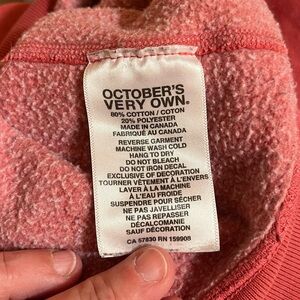 OCTOBER'S
VERY OWN®
80% COTTON / COTON
20% POLYESTER
MADE IN CANADA
FABRIQUÉ AU CANADA
REVERSE GARMENT
MACHINE WASH COLD
HANG TO DRY
DO NOT BLEACH
DO NOT IRON DECAL
EXCLUSIVE OF DECORATION
TOURNER VÊTEMENT À L'ENVERS
LAVER À LA MACHINE
À L'EAU FROIDE
SUSPENDRE POUR SÉCHER
NE PAS JAVELLISER
NE PAS REPASSER
DÉCALCOMANIE
SAUF DÉCORATION
CA 57830 RN 159908